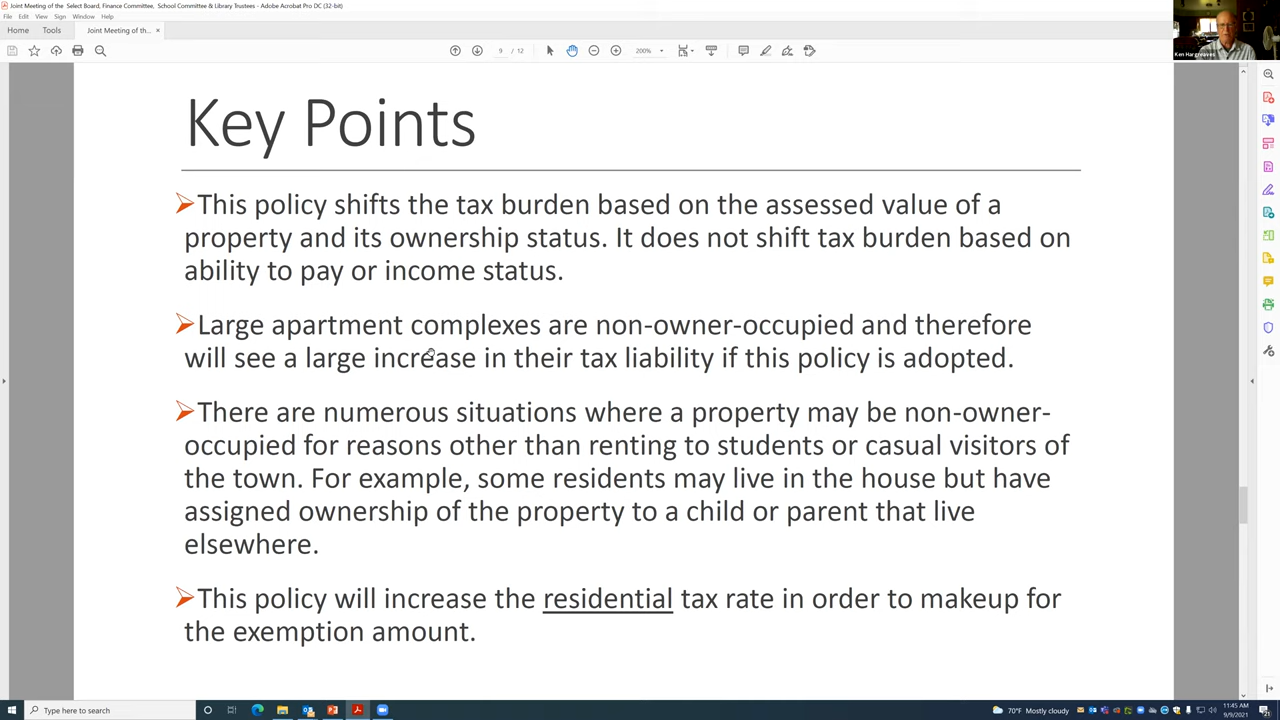 Joint Meeting of the Select Board, Finance Committee, School Committee & Library Trustees - Adobe Acrobat Pro DC (32-bit)
File Edit View Sign Window Help
Home Tools Joint Meeting of th... ×
9 / 12 200%
Ken Hargreaves
Key Points
This policy shifts the tax burden based on the assessed value of a
property and its ownership status. It does not shift tax burden based on
ability to pay or income status.
Large apartment complexes are non-owner-occupied and therefore
will see a large increase in their tax liability if this policy is adopted.
There are numerous situations where a property may be non-owner-
occupied for reasons other than renting to students or casual visitors of
the town. For example, some residents may live in the house but have
assigned ownership of the property to a child or parent that live
elsewhere.
This policy will increase the residential tax rate in order to makeup for
the exemption amount.
Type here to search
70°F Mostly cloudy
11:45 AM
9/9/2021